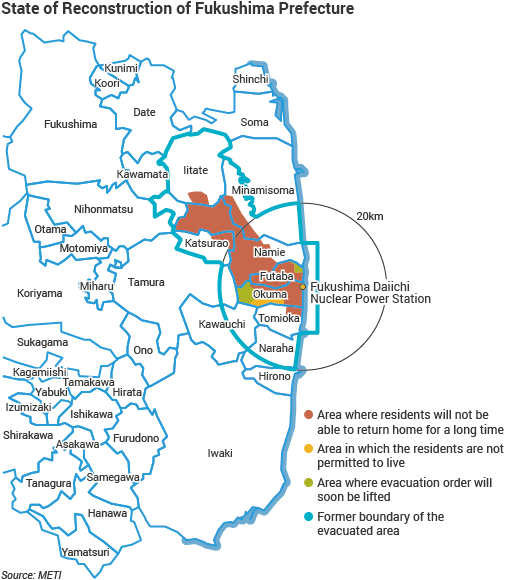 State of Reconstruction of Fukushima Prefecture
Kunimi
Koori
Shinchi
Date
Fukushima
Soma
Iitate
Kawamata
Minamisoma
Nihonmatsu
20km
Otama
Katsurao
Motomiya
Namie
Futaba
Tamura
Miharu
Fukushima Daiichi
Nuclear Power Station
Okuma
Koriyama
Tomioka
Kawauchi
Sukagama
Ono
Naraha
Kagamiishi
Hirono
Tamakawa
Yabuki
Hirata
Izumizaki
Ishikawa
Shirakawa
Furudono
Asakawa
Iwaki
Samegawa
Tanagura
Hanawa
Yamatsuri
Area where residents will not be
able to return home for a long time
Area in which the residents are not
permitted to live
Area where evacuation order will
soon be lifted
Former boundary of the
evacuated area
Source: METI